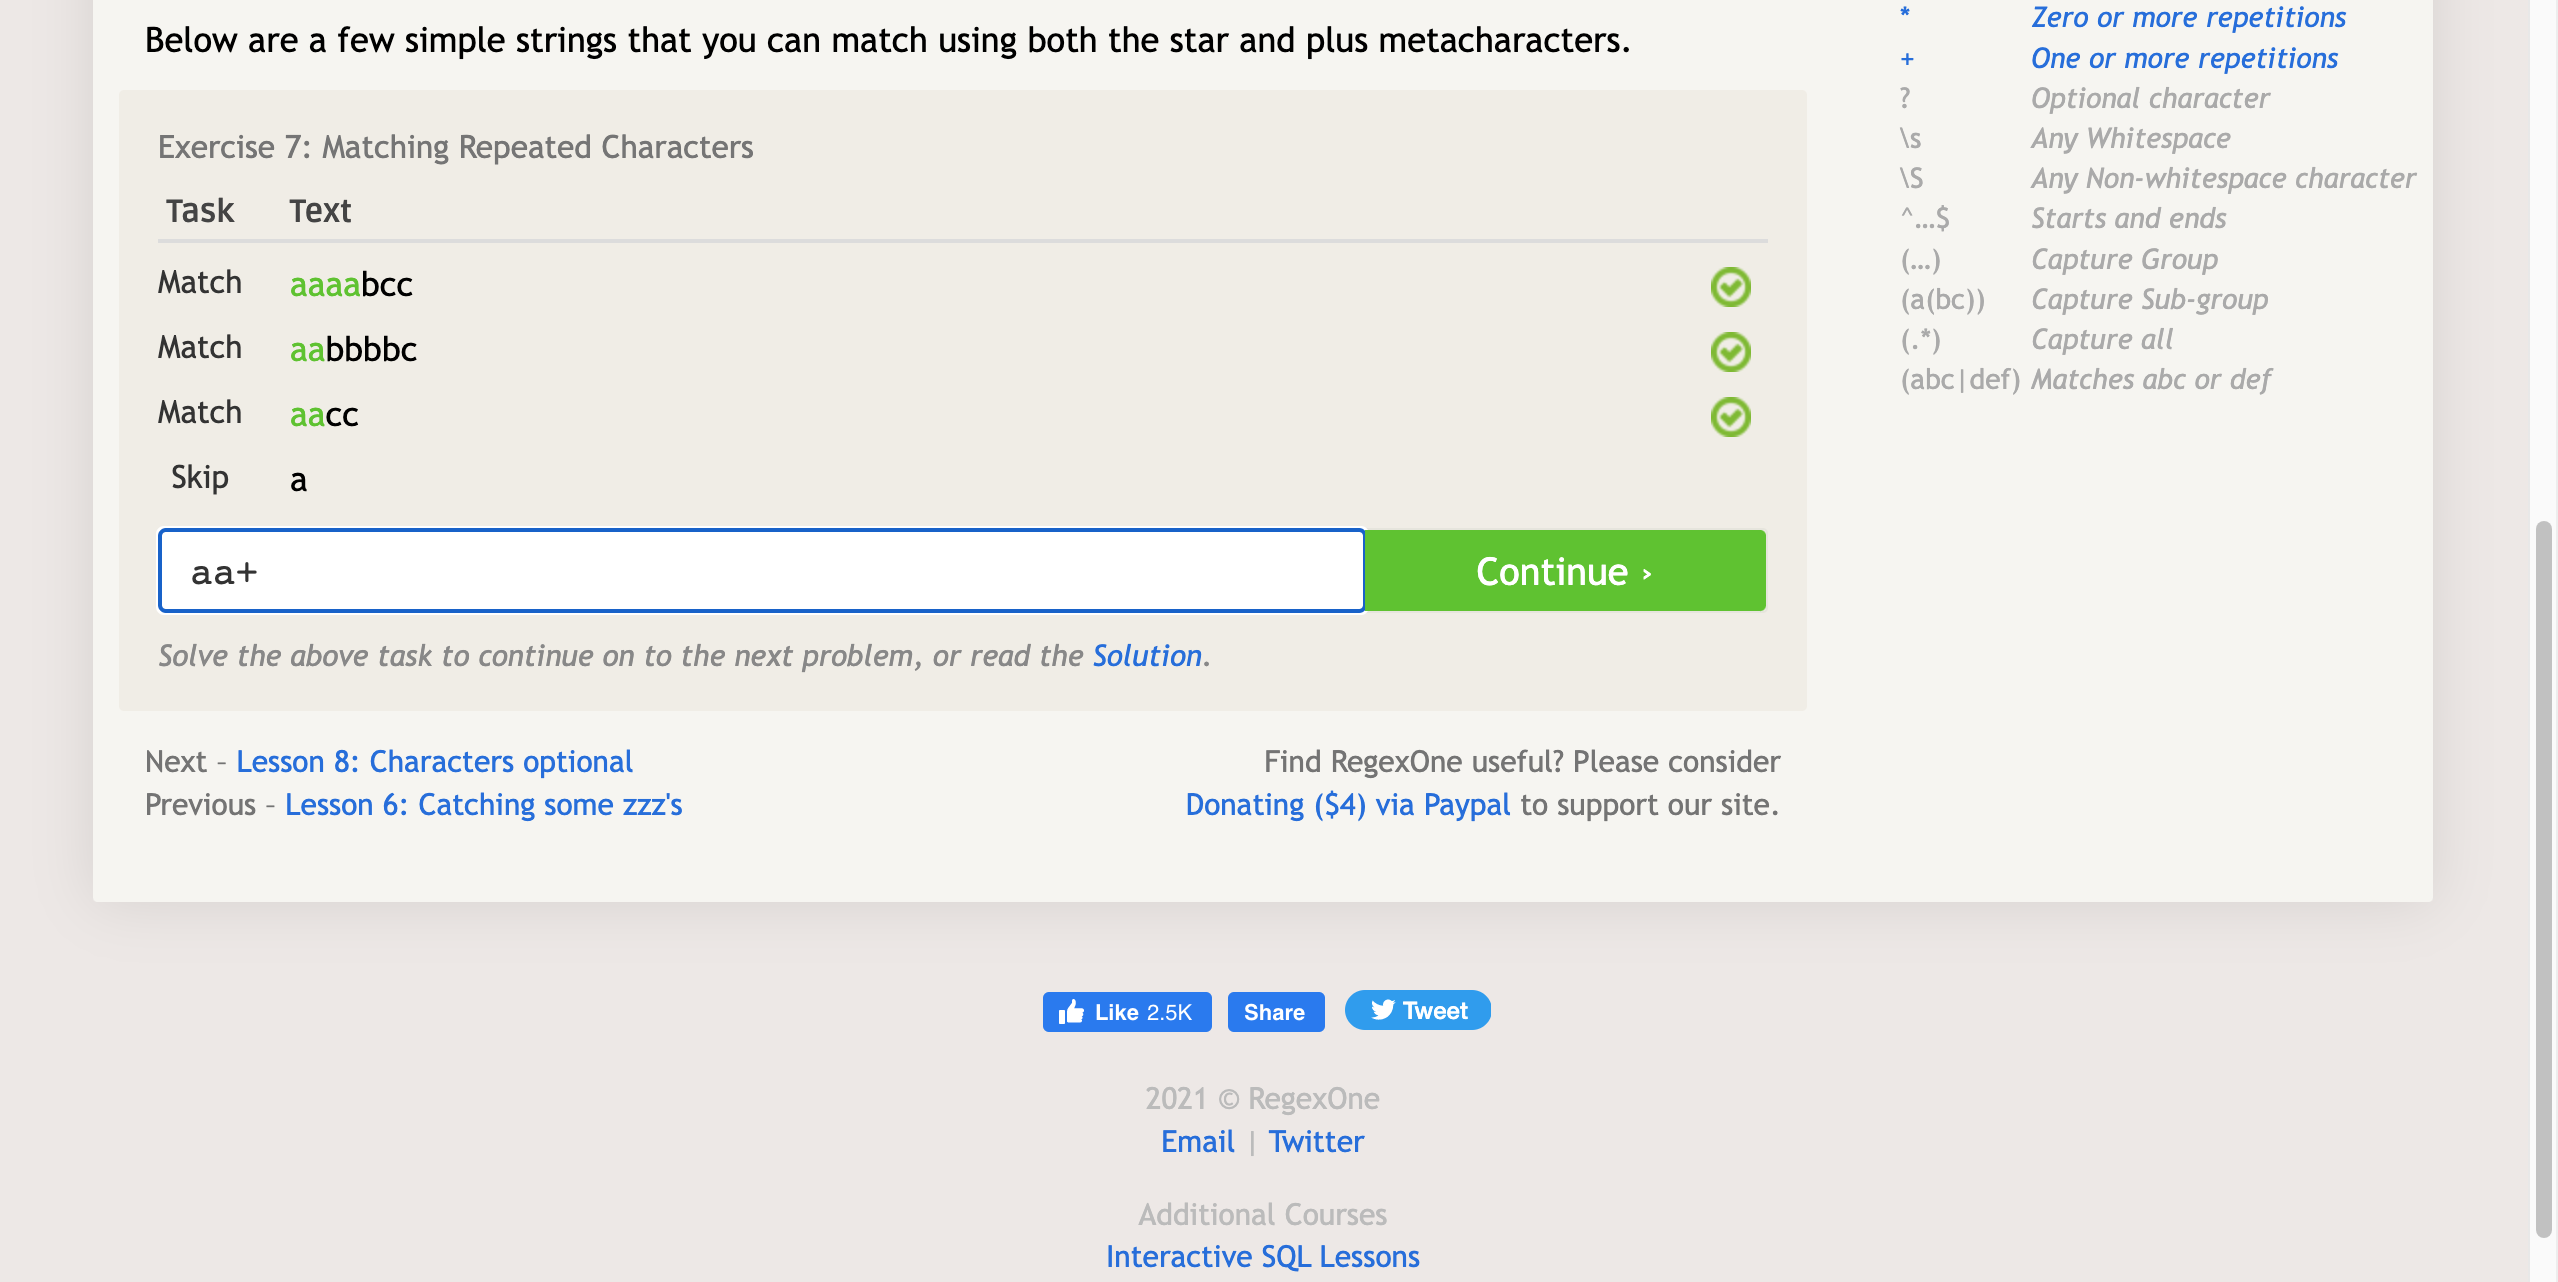 Below are a few simple strings that you can match using both the star and plus metacharacters.
Exercise 7: Matching Repeated Characters
Task Text
Match aaaabcc
Match aabbbbc
Match aacc
Skip a
aa+ Continue ›
Solve the above task to continue on to the next problem, or read the Solution.
Next – Lesson 8: Characters optional
Previous – Lesson 6: Catching some zzz's
Find RegexOne useful? Please consider
Donating ($4) via Paypal to support our site.
* Zero or more repetitions
+ One or more repetitions
? Optional character
\s Any Whitespace
\S Any Non-whitespace character
^…$ Starts and ends
(…) Capture Group
(a(bc)) Capture Sub-group
(.*) Capture all
(abc|def) Matches abc or def
Like 2.5K Share Tweet
2021 © RegexOne
Email | Twitter
Additional Courses
Interactive SQL Lessons